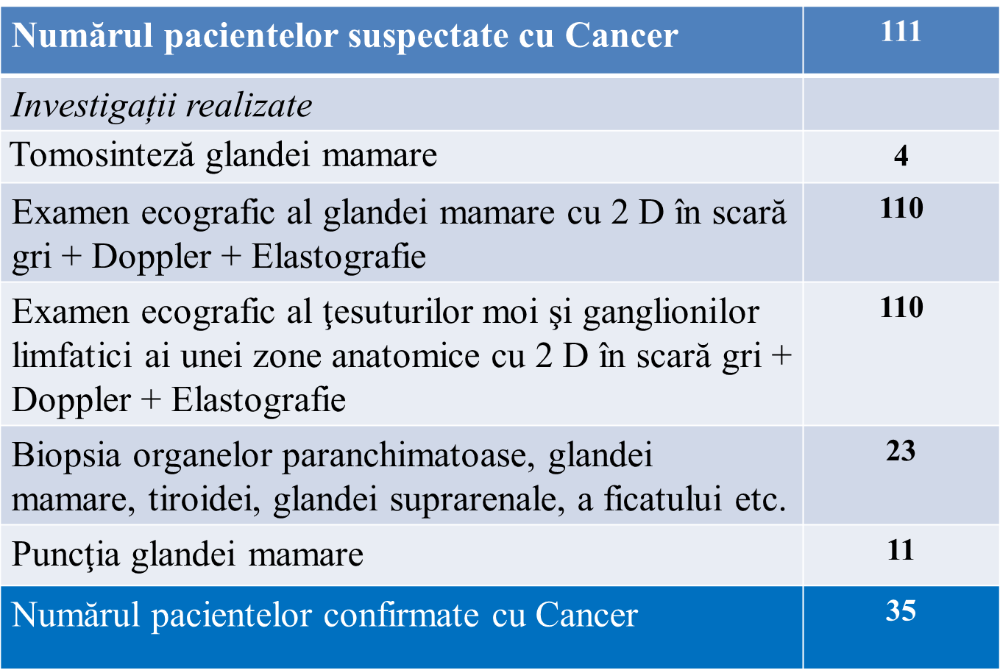 Numărul pacientelor suspectate cu Cancer 111
Investigații realizate
Tomosinteză glandei mamare 4
Examen ecografic al glandei mamare cu 2 D în scară 110
gri + Doppler + Elastografie
Examen ecografic al ţesuturilor moi şi ganglionilor 110
limfatici ai unei zone anatomice cu 2 D în scară gri +
Doppler + Elastografie
Biopsia organelor paranchimatoase, glandei 23
mamare, tiroidei, glandei suprarenale, a ficatului etc.
Puncţia glandei mamare 11
Numărul pacientelor confirmate cu Cancer 35